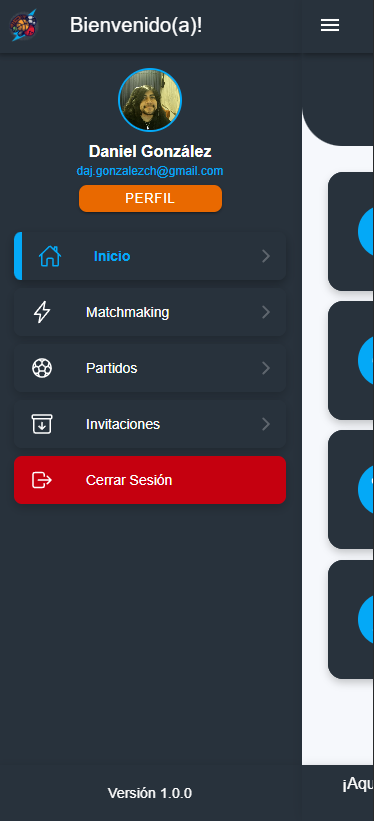 Bienvenido(a)!
Daniel González
daj.gonzalezch@gmail.com
PERFIL
Inicio
Matchmaking
Partidos
Invitaciones
Cerrar Sesión
Versión 1.0.0
¡Aqu